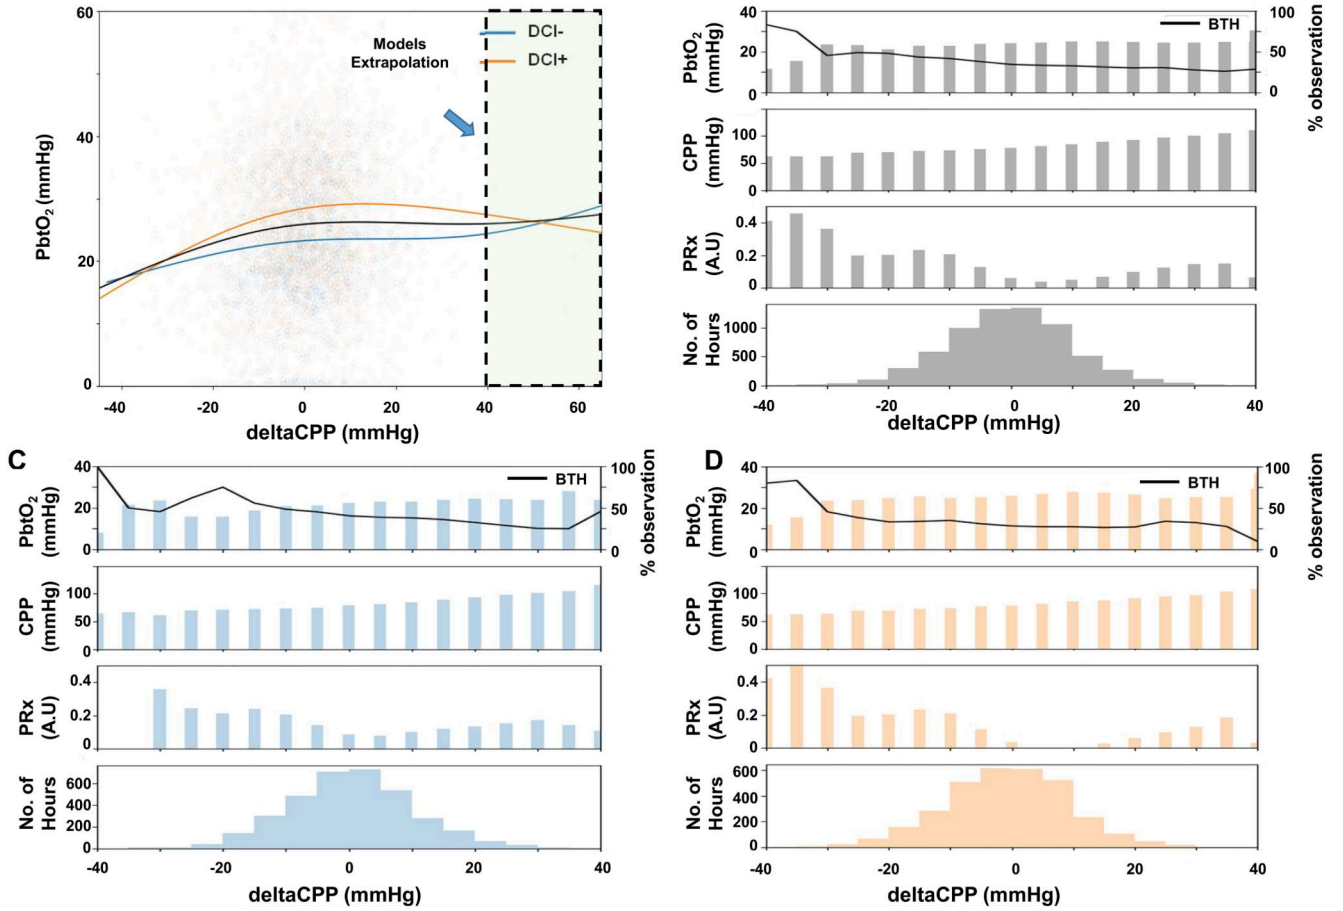 60
40
20
0
PbtO2 (mmHg)
Models
Extrapolation
DCI-
DCI+
-40
-20
0
20
40
60
deltaCPP (mmHg)
40
20
0
PbtO2
(mmHg)
BTH
100
50
0
% observation
100
50
0
CPP
(mmHg)
0.4
0.2
0
PRx
(A.U)
1000
500
0
No. of
Hours
-40
-20
0
20
40
deltaCPP (mmHg)
C
40
20
0
PbtO2
(mmHg)
BTH
100
50
0
% observation
100
50
0
CPP
(mmHg)
0.4
0.2
0
PRx
(A.U)
600
400
200
0
No. of
Hours
-40
-20
0
20
40
deltaCPP (mmHg)
D
40
20
0
PbtO2
(mmHg)
BTH
100
50
0
% observation
100
50
0
CPP
(mmHg)
0.4
0.2
0
PRx
(A.U)
600
400
200
0
No. of
Hours
-40
-20
0
20
40
deltaCPP (mmHg)